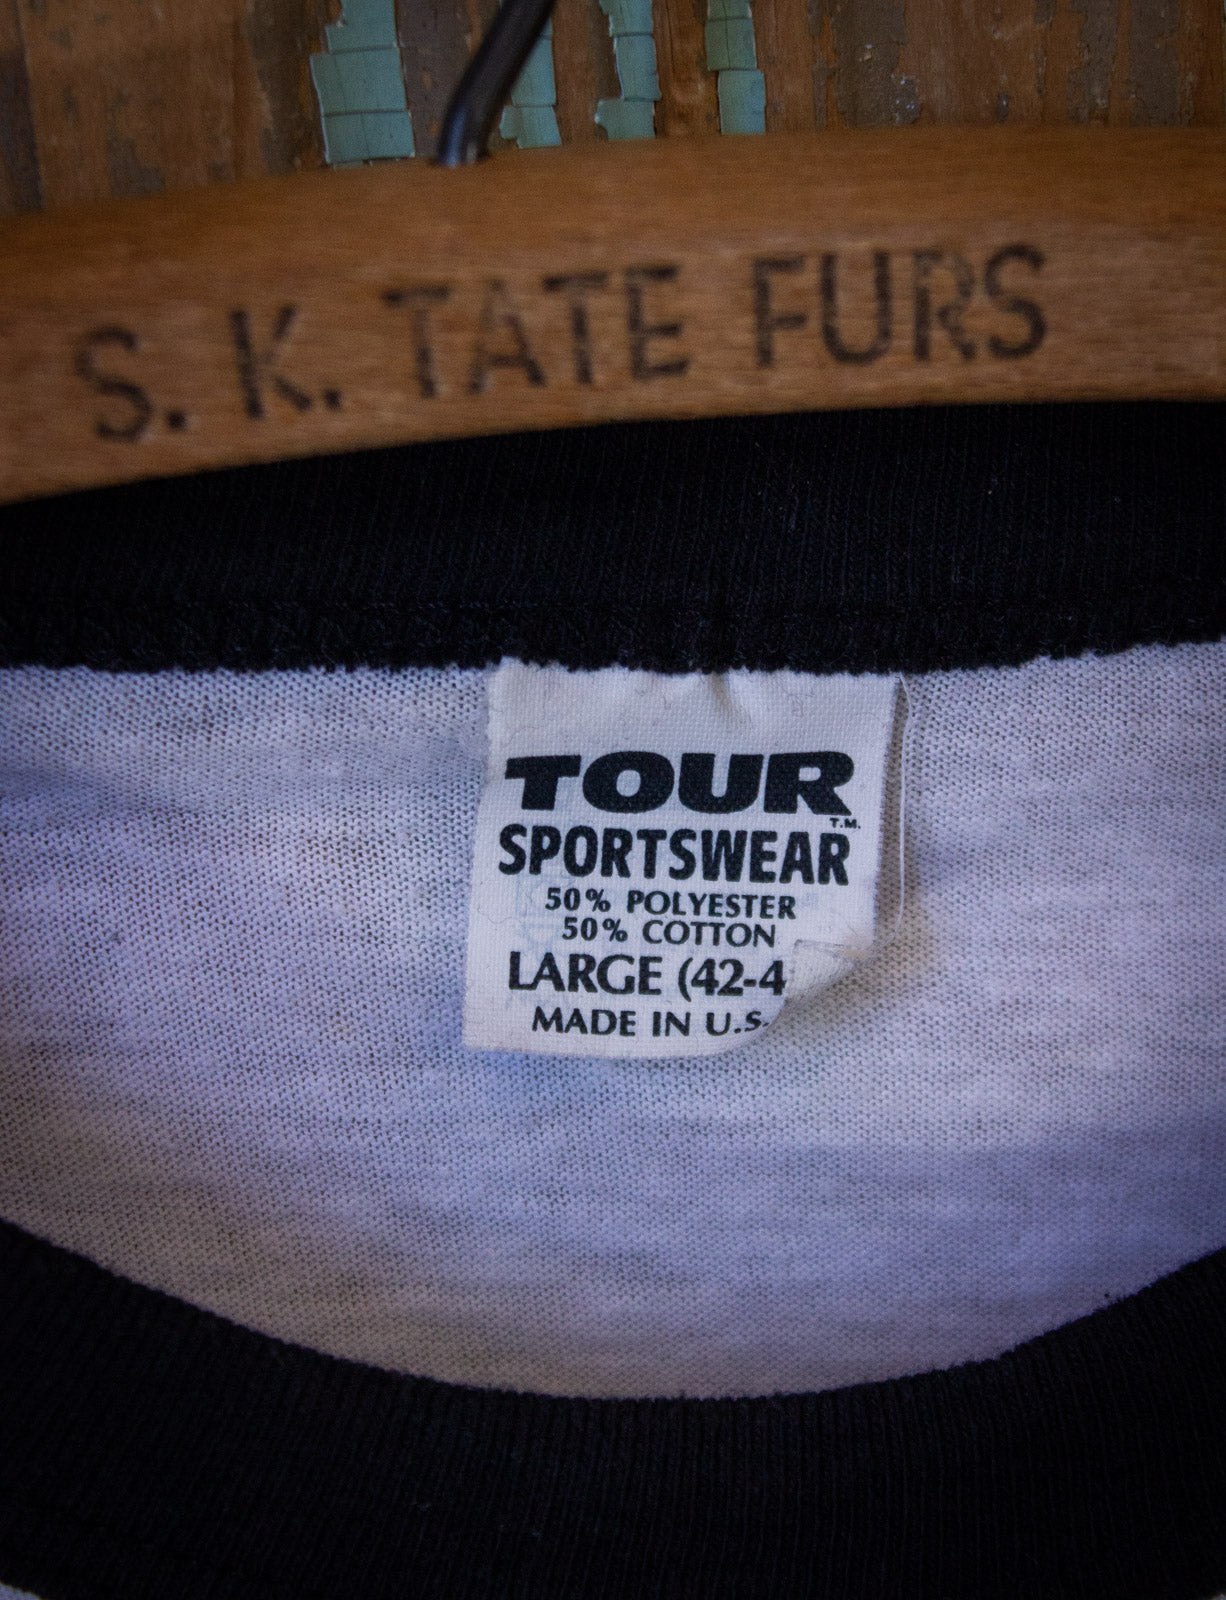 S. K. TATE FURS
TOUR
T.M.
SPORTSWEAR
50% POLYESTER
50% COTTON
LARGE (42-4
MADE IN U.S.